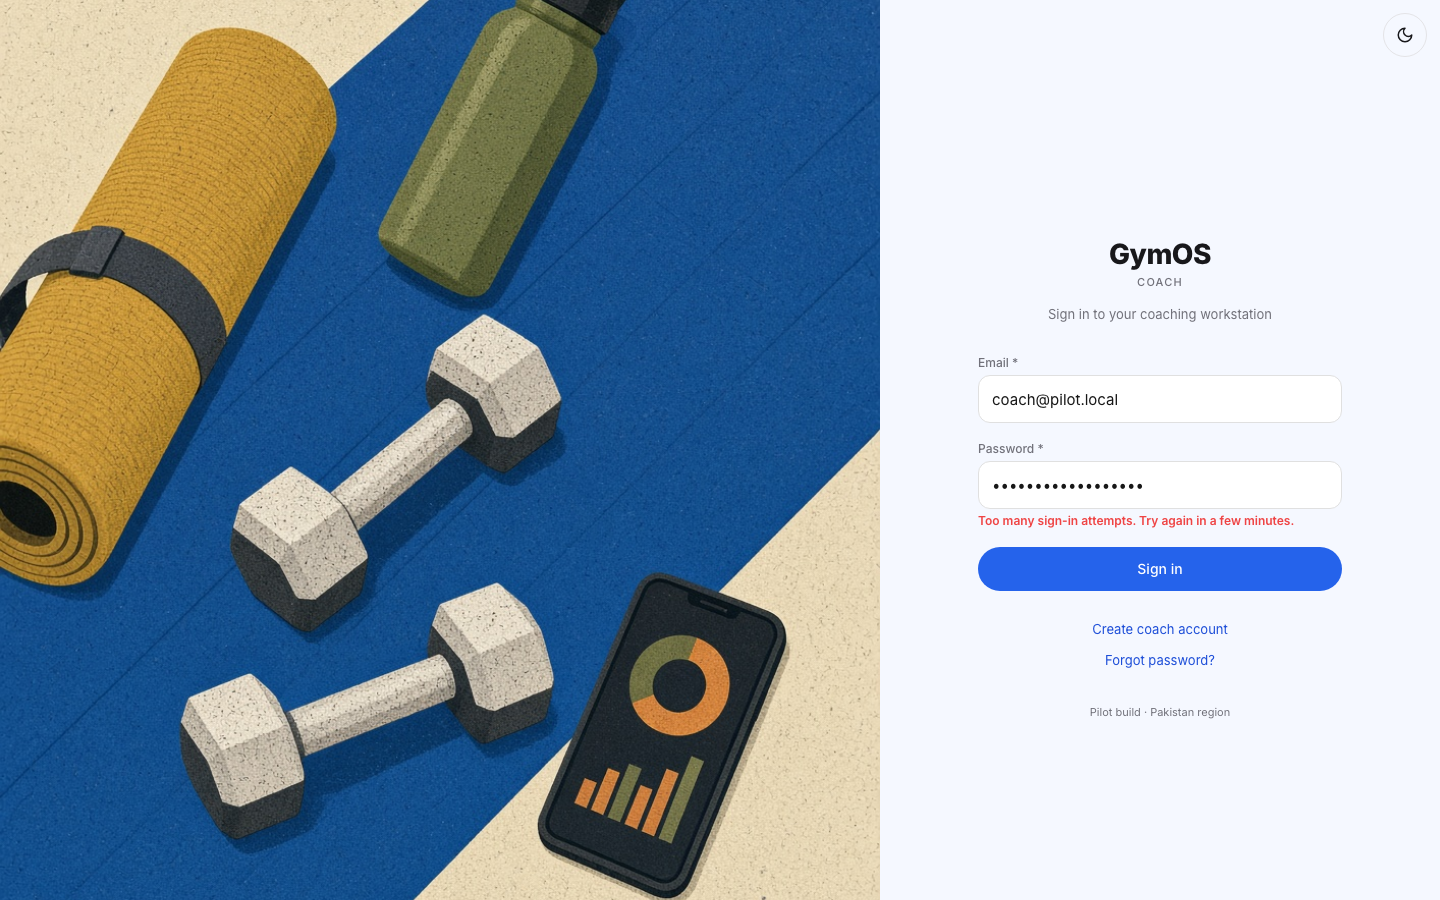 GymOS
COACH
Sign in to your coaching workstation
Email *
coach@pilot.local
Password *
••••••••••••••••••
Too many sign-in attempts. Try again in a few minutes.
Sign in
Create coach account
Forgot password?
Pilot build · Pakistan region